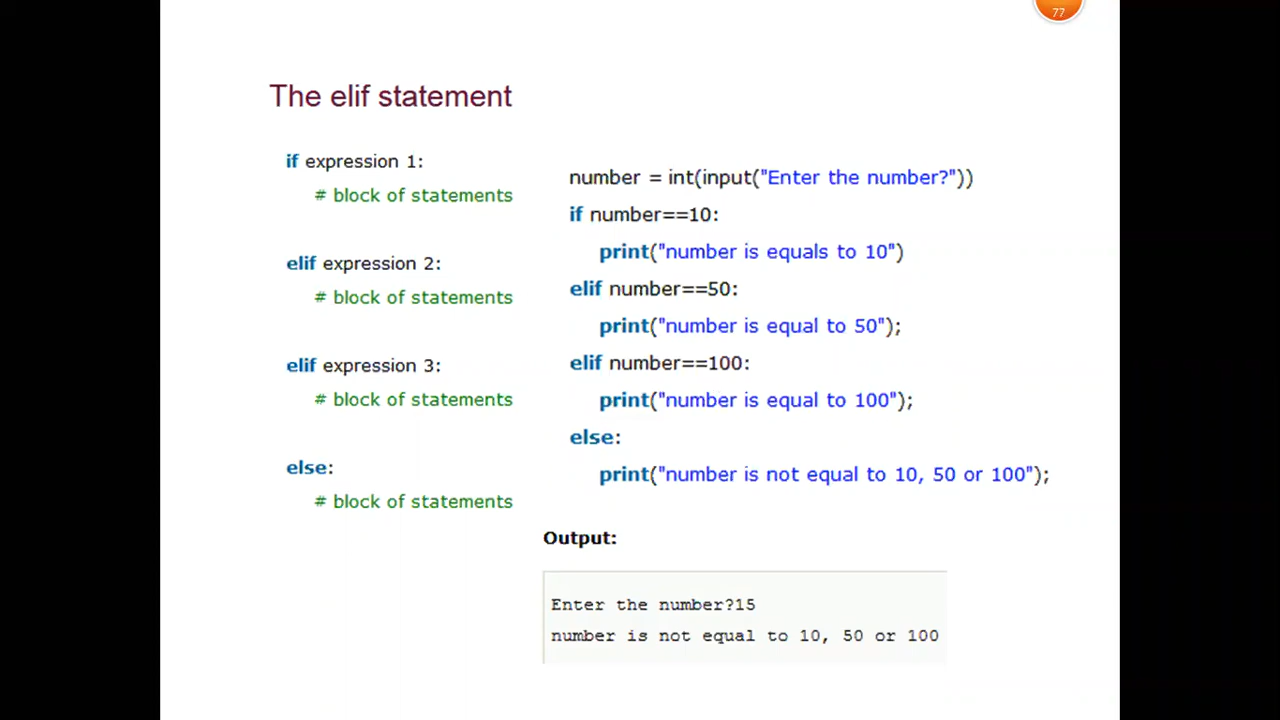 77
The elif statement
if expression 1:
# block of statements
elif expression 2:
# block of statements
elif expression 3:
# block of statements
else:
# block of statements
number = int(input("Enter the number?"))
if number==10:
print("number is equals to 10")
elif number==50:
print("number is equal to 50");
elif number==100:
print("number is equal to 100");
else:
print("number is not equal to 10, 50 or 100");
Output:
Enter the number?15
number is not equal to 10, 50 or 100